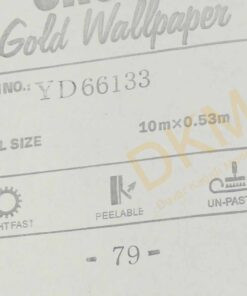 Gold Wallpaper
NO.: YD66133
SIZE 10m×0.53m
PEELABLE UN-PAST
- 79 -
DKM